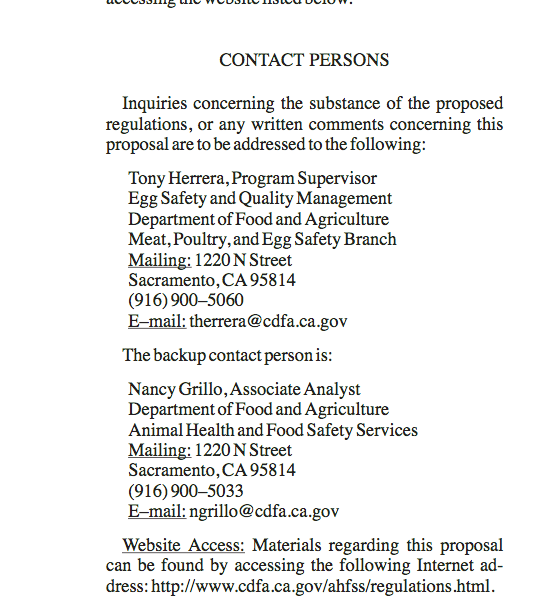 accessing the website listed below.
CONTACT PERSONS
Inquiries concerning the substance of the proposed
regulations, or any written comments concerning this
proposal are to be addressed to the following:
Tony Herrera, Program Supervisor
Egg Safety and Quality Management
Department of Food and Agriculture
Meat, Poultry, and Egg Safety Branch
Mailing: 1220 N Street
Sacramento, CA 95814
(916) 900–5060
E–mail: therrera@cdfa.ca.gov
The backup contact person is:
Nancy Grillo, Associate Analyst
Department of Food and Agriculture
Animal Health and Food Safety Services
Mailing: 1220 N Street
Sacramento, CA 95814
(916) 900–5033
E–mail: ngrillo@cdfa.ca.gov
Website Access: Materials regarding this proposal
can be found by accessing the following Internet ad-
dress: http://www.cdfa.ca.gov/ahfss/regulations.html.